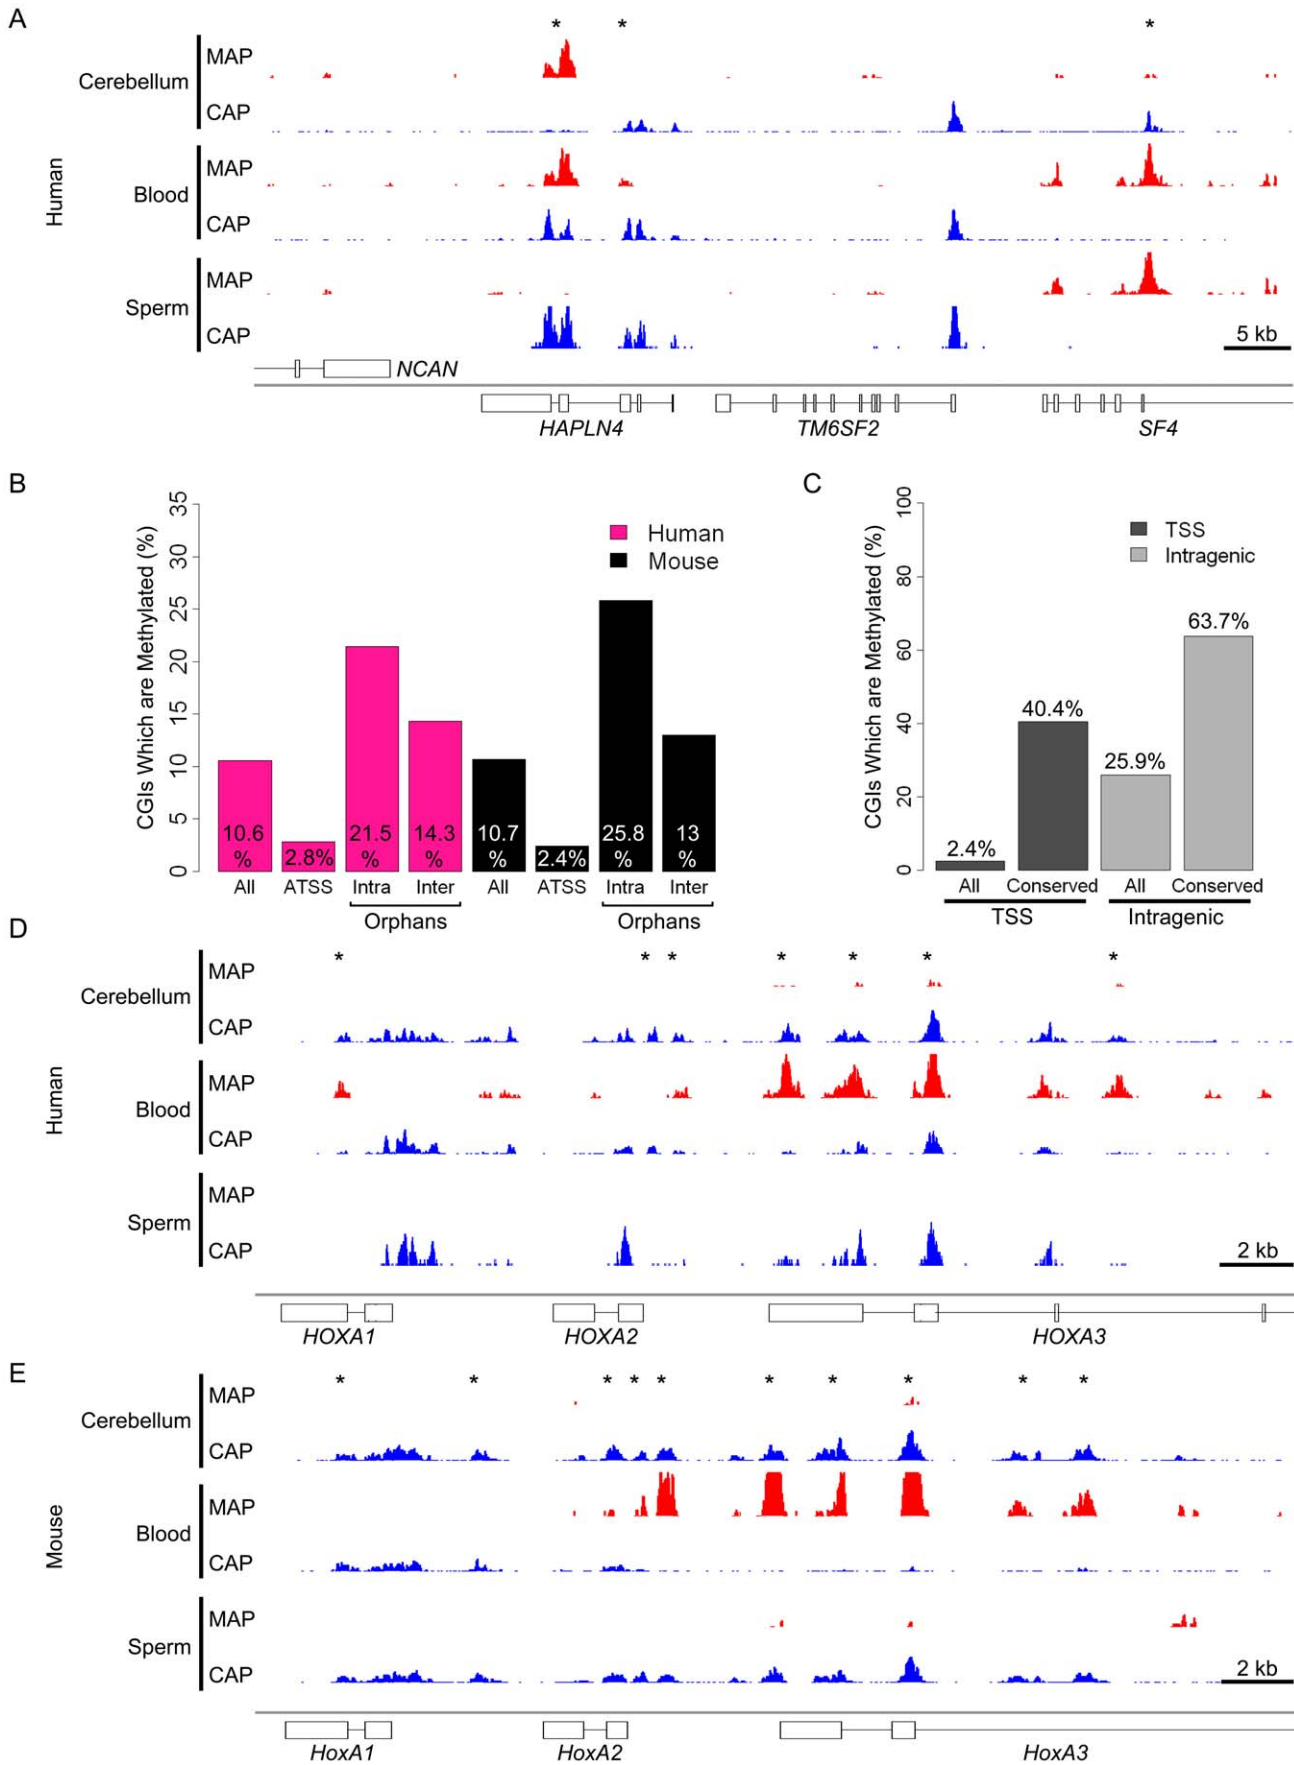 A
* * *
Human
Cerebellum
MAP
CAP
Blood
MAP
CAP
Sperm
MAP
CAP
5 kb
NCAN
HAPLN4
TM6SF2
SF4
B
CGIs Which are Methylated (%)
0 5 10 15 20 25 30 35
Human
Mouse
10.6 %
2.8%
21.5 %
14.3 %
10.7 %
2.4%
25.8 %
13 %
All ATSS Intra Inter All ATSS Intra Inter
Orphans Orphans
C
CGIs Which are Methylated (%)
0 20 40 60 80 100
TSS
Intragenic
2.4%
40.4%
25.9%
63.7%
All Conserved All Conserved
TSS Intragenic
D
* * * * * * *
Human
Cerebellum
MAP
CAP
Blood
MAP
CAP
Sperm
MAP
CAP
2 kb
HOXA1
HOXA2
HOXA3
E
* * * * * * * * * *
Mouse
Cerebellum
MAP
CAP
Blood
MAP
CAP
Sperm
MAP
CAP
2 kb
HoxA1
HoxA2
HoxA3